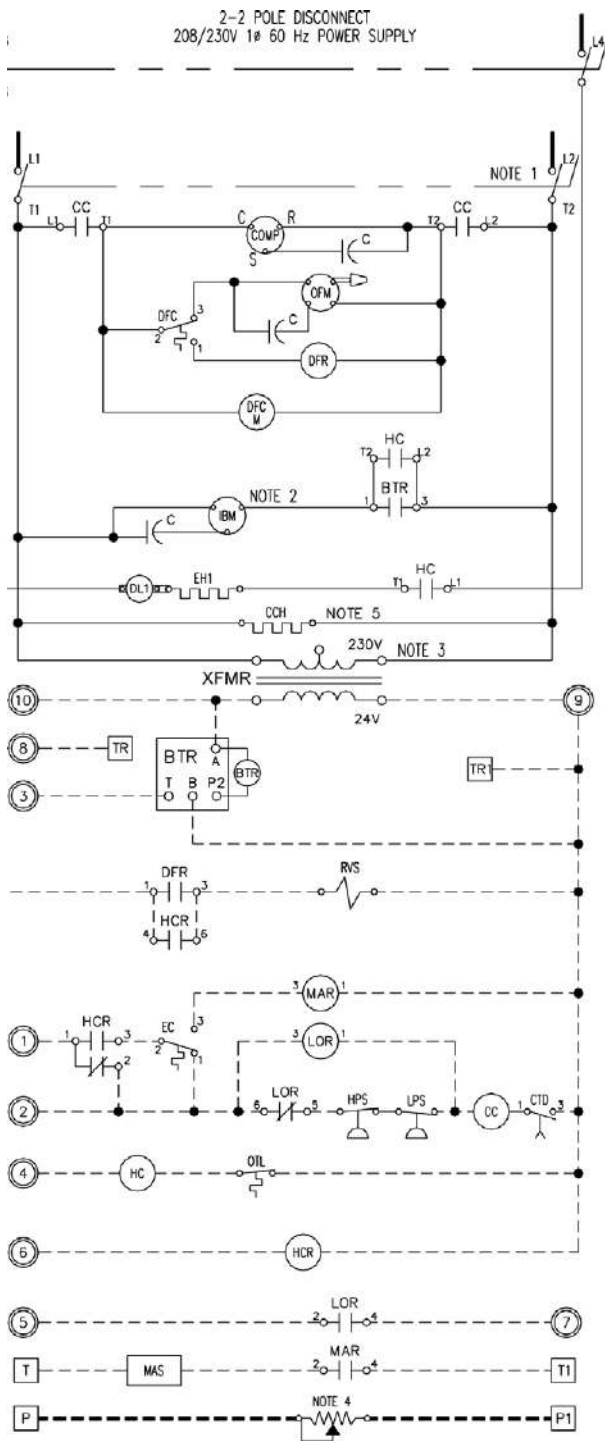 2-2 POLE DISCONNECT
208/230V 1ø 60 Hz POWER SUPPLY
L4
L1 NOTE 1 L2
T1 T2
L1 CC T1 C COMP R T2 CC L2
S C
DFC 3 OFM
2 1 C
DFR
DFC M
HC
T2 L2
NOTE 2 BTR
IBM 1 3
C
HC
DL1 EH1 T1 L1
CCH NOTE 5
230V NOTE 3
XFMR
10 24V 9
8 TR BTR A BTR TR1
3 T B P2
DFR RVS
1 3
HCR
4 6
3 MAR 1
HCR EC 3 3 LOR 1
1 1 3 2 1
2
LOR HPS LPS CTD
2 6 5 CC 1 3
OTL
4 HC
6 HCR
LOR
5 2 4 7
MAR
T MAS 2 4 T1
NOTE 4
P P1